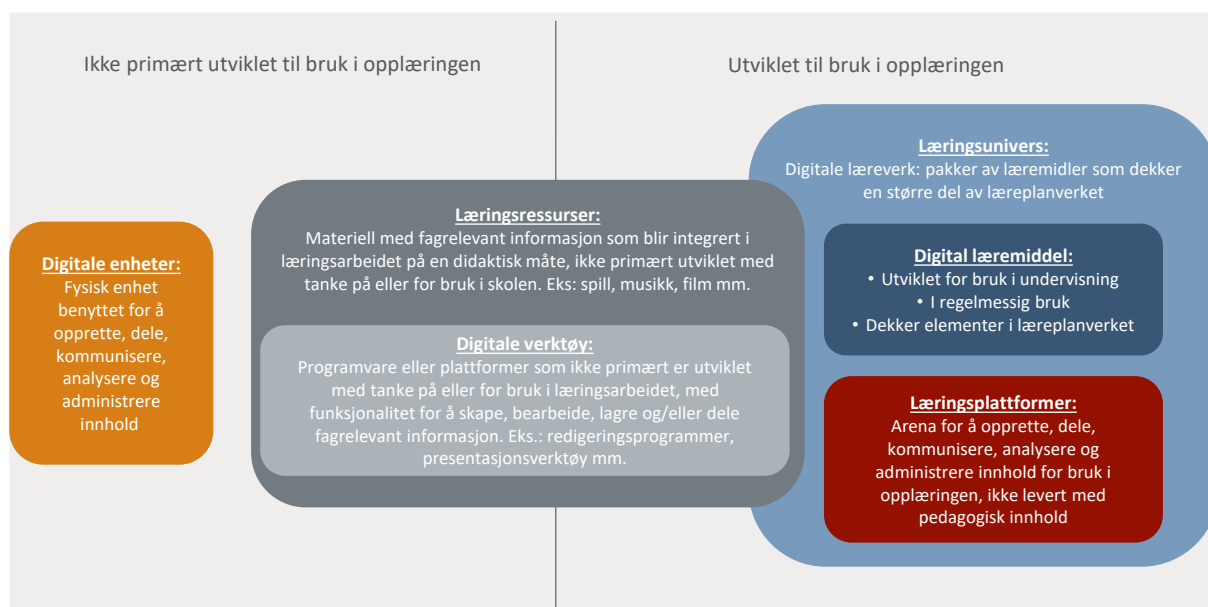 Ikke primært utviklet til bruk i opplæringen
Utviklet til bruk i opplæringen
Digitale enheter:
Fysisk enhet
benyttet for å
opprette, dele,
kommunisere,
analysere og
administrere
innhold
Læringsressurser:
Materiell med fagrelevant informasjon som blir integrert i
læringsarbeidet på en didaktisk måte, ikke primært utviklet med
tanke på eller for bruk i skolen. Eks: spill, musikk, film mm.
Digitale verktøy:
Programvare eller plattformer som ikke primært er utviklet
med tanke på eller for bruk i læringsarbeidet, med
funksjonalitet for å skape, bearbeide, lagre og/eller dele
fagrelevant informasjon. Eks.: redigeringsprogrammer,
presentasjonsverktøy mm.
Læringsunivers:
Digitale læreverk: pakker av læremidler som dekker
en større del av læreplanverket
Digital læremiddel:
• Utviklet for bruk i undervisning
• I regelmessig bruk
• Dekker elementer i læreplanverket
Læringsplattformer:
Arena for å opprette, dele,
kommunisere, analysere og
administrere innhold for bruk i
opplæringen, ikke levert med
pedagogisk innhold